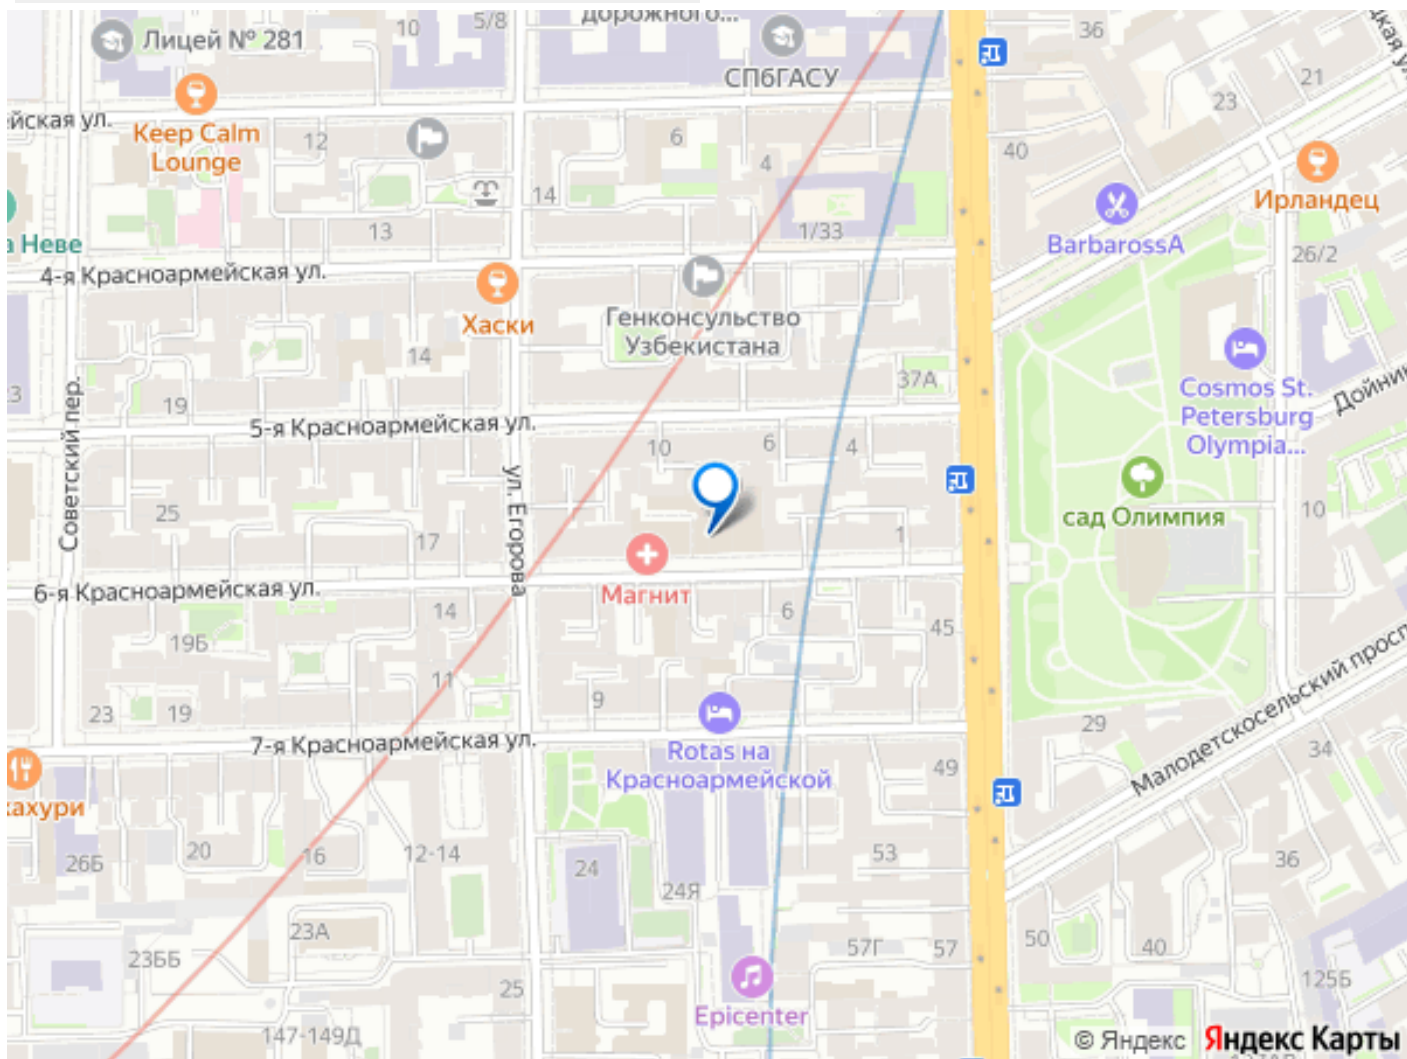 дорожного...
5/8
10
Лицей № 281
36
СПбГАСУ
21
23
йская ул.
Keep Calm
Lounge
12
6
4
40
14
Ирландец
а Неве
13
1/33
BarbarossA
26/2
4-я Красноармейская ул.
Хаски
Генконсульство
Узбекистана
14
37А
Cosmos St.
Petersburg
Olympia...
Дойник
23
19
Советский пер.
5-я Красноармейская ул.
10
6
4
ул. Егорова
25
17
1
сад Олимпия
10
6-я Красноармейская ул.
Магнит
14
6
45
19Б
11
9
23
19
29
Малодетскосельский просп
34
7-я Красноармейская ул.
Rotas на
Красноармейской
49
кахури
26Б
20
16
12-14
24
24Я
53
36
23А
23ББ
57Г
57
50
40
125Б
25
Epicenter
147-149Д
© Яндекс Яндекс Карты